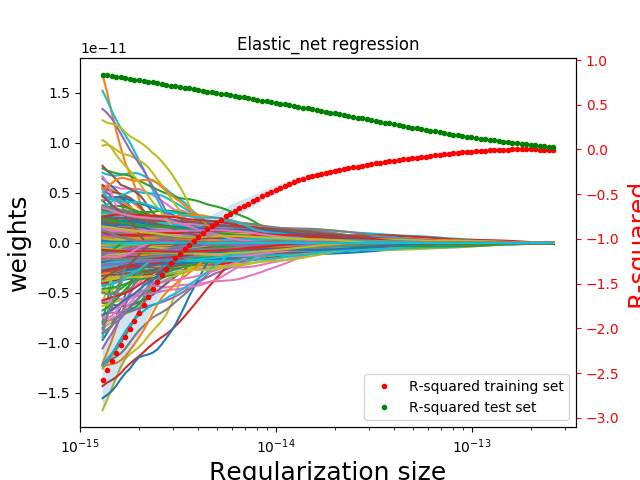 Elastic_net regression
1e−11
1.5
1.0
0.5
0.0
−0.5
−1.0
−1.5
weights
1.0
0.5
0.0
−0.5
−1.0
−1.5
−2.0
−2.5
−3.0
R-squared
R-squared training set
R-squared test set
10⁻¹⁵
10⁻¹⁴
10⁻¹³
Regularization size